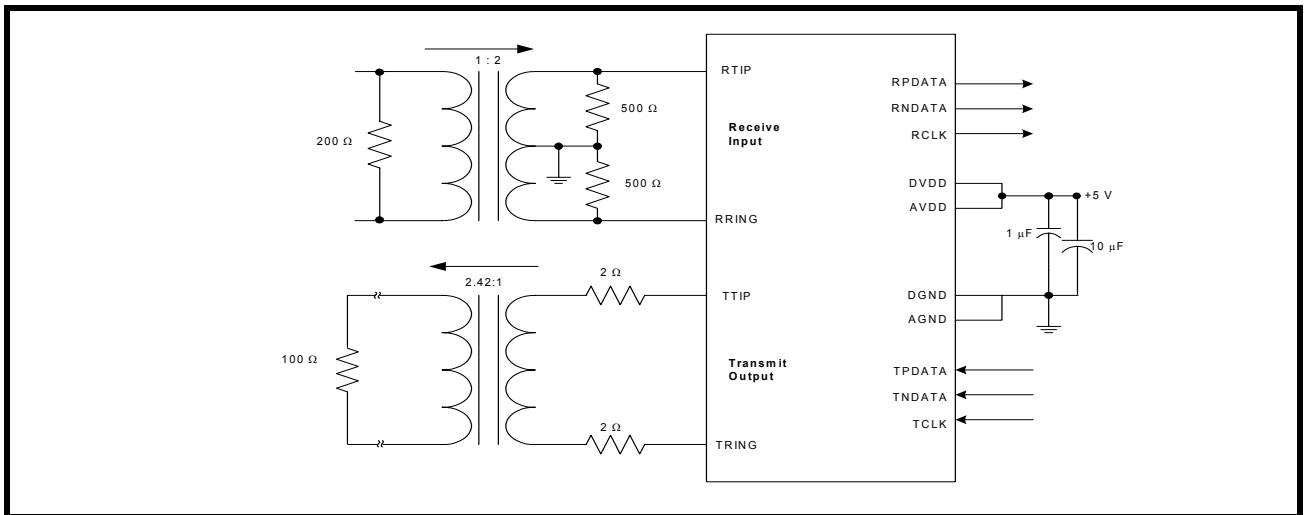 1 : 2
RTIP
500 Ω
200 Ω
Receive
Input
500 Ω
RRING
2.42:1
2 Ω
TTIP
100 Ω
Transmit
Output
2 Ω
TRING
RPDATA
RNDATA
RCLK
DVDD
AVDD
+5 V
1 µF
10 µF
DGND
AGND
TPDATA
TNDATA
TCLK